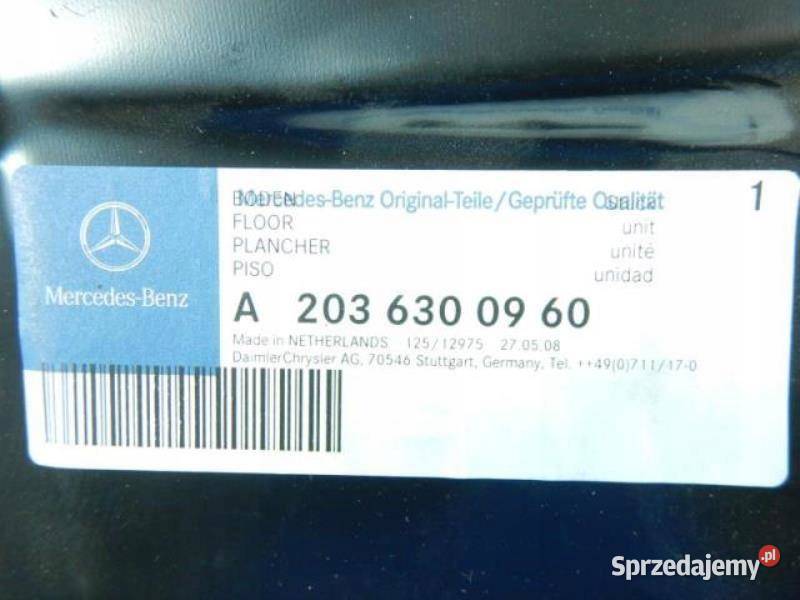 Mercedes-Benz Original-Teile/Geprüfte Qualität 1
BODEN
FLOOR unit
PLANCHER unité
PISO unidad
Mercedes-Benz
A 203 630 09 60
Made in NETHERLANDS 125/12975 27.05.08
DaimlerChrysler AG, 70546 Stuttgart, Germany, Tel. ++49(0)711/17-0
Sprzedajemy.pl